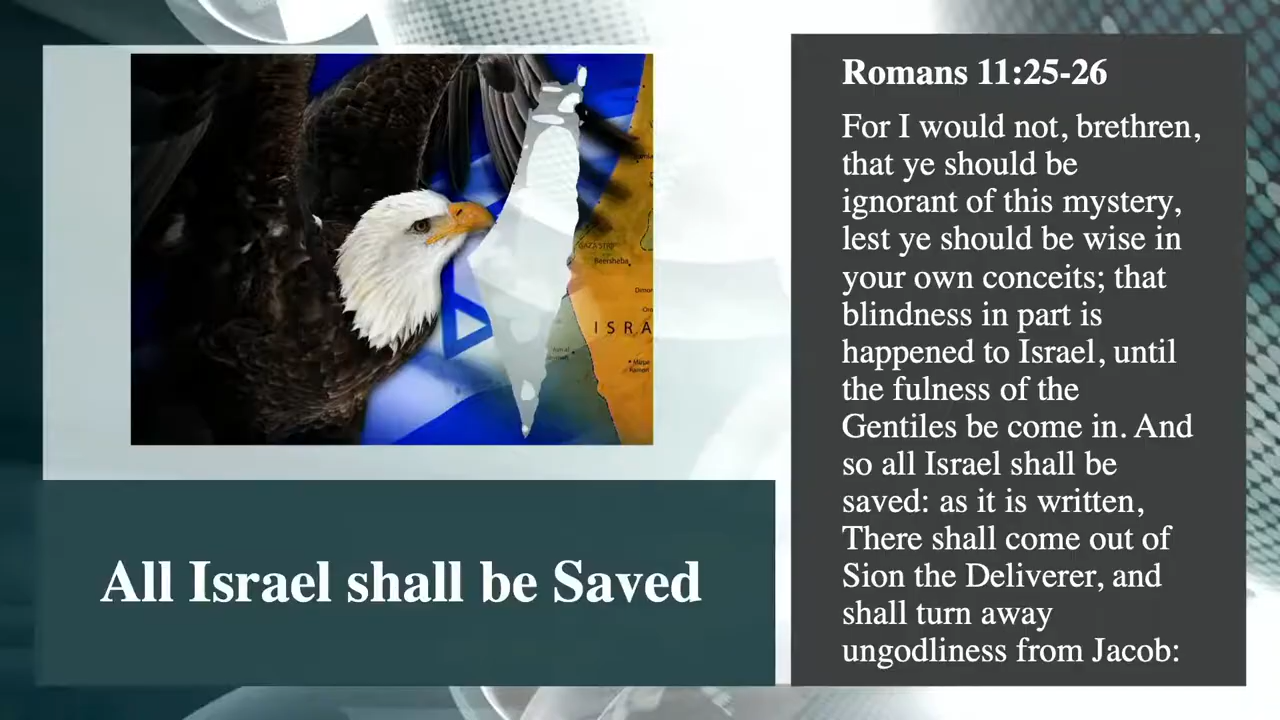 Romans 11:25-26
For I would not, brethren,
that ye should be
ignorant of this mystery,
lest ye should be wise in
your own conceits; that
blindness in part is
happened to Israel, until
the fulness of the
Gentiles be come in. And
so all Israel shall be
saved: as it is written,
There shall come out of
Sion the Deliverer, and
shall turn away
ungodliness from Jacob:
GAZA STRIP
Beersheba
ISRA
All Israel shall be Saved